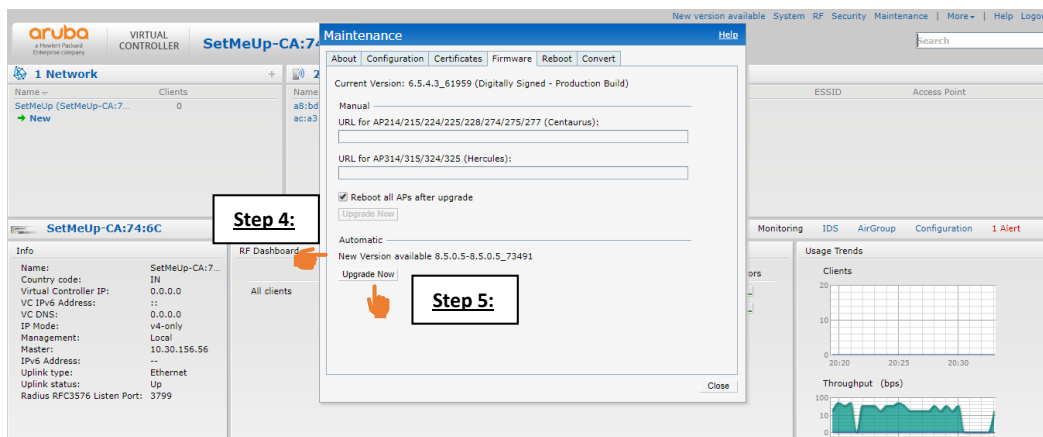 New version available System RF Security Maintenance | More | Help Logo
aruba
a Hewlett Packard
Enterprise company
VIRTUAL
CONTROLLER
SetMeUp-CA:74
Search
Maintenance
Help
About Configuration Certificates Firmware Reboot Convert
Current Version: 6.5.4.3_61959 (Digitally Signed - Production Build)
Manual
URL for AP214/215/224/225/228/274/275/277 (Centaurus):
URL for AP314/315/324/325 (Hercules):
Reboot all APs after upgrade
Upgrade Now
Automatic
New Version available 8.5.0.5-8.5.0.5_73491
Upgrade Now
Close
Step 4:
Step 5:
1 Network +
Name Clients
SetMeUp (SetMeUp-CA:7... 0
New
2
Name
a8:bd
ac:a3
ESSID Access Point
SetMeUp-CA:74:6C
Monitoring IDS AirGroup Configuration 1 Alert
Info
Name: SetMeUp-CA:7...
Country code: IN
Virtual Controller IP: 0.0.0.0
VC IPv6 Address: ::
VC DNS: 0.0.0.0
IP Mode: v4-only
Management: Local
Master: 10.30.156.56
IPv6 Address: --
Uplink type: Ethernet
Uplink status: Up
Radius RFC3576 Listen Port: 3799
RF Dashboard
All clients
ors
Usage Trends
Clients
20
10
0
20:20 20:25 20:30
Throughput (bps)
100
10
0